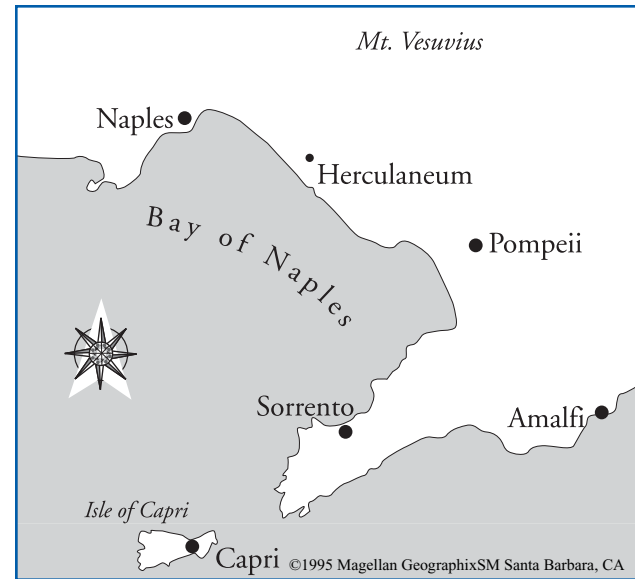 Mt. Vesuvius
Naples
Herculaneum
Bay of Naples
Pompeii
Sorrento
Amalfi
Isle of Capri
Capri
©1995 Magellan GeographixSM Santa Barbara, CA